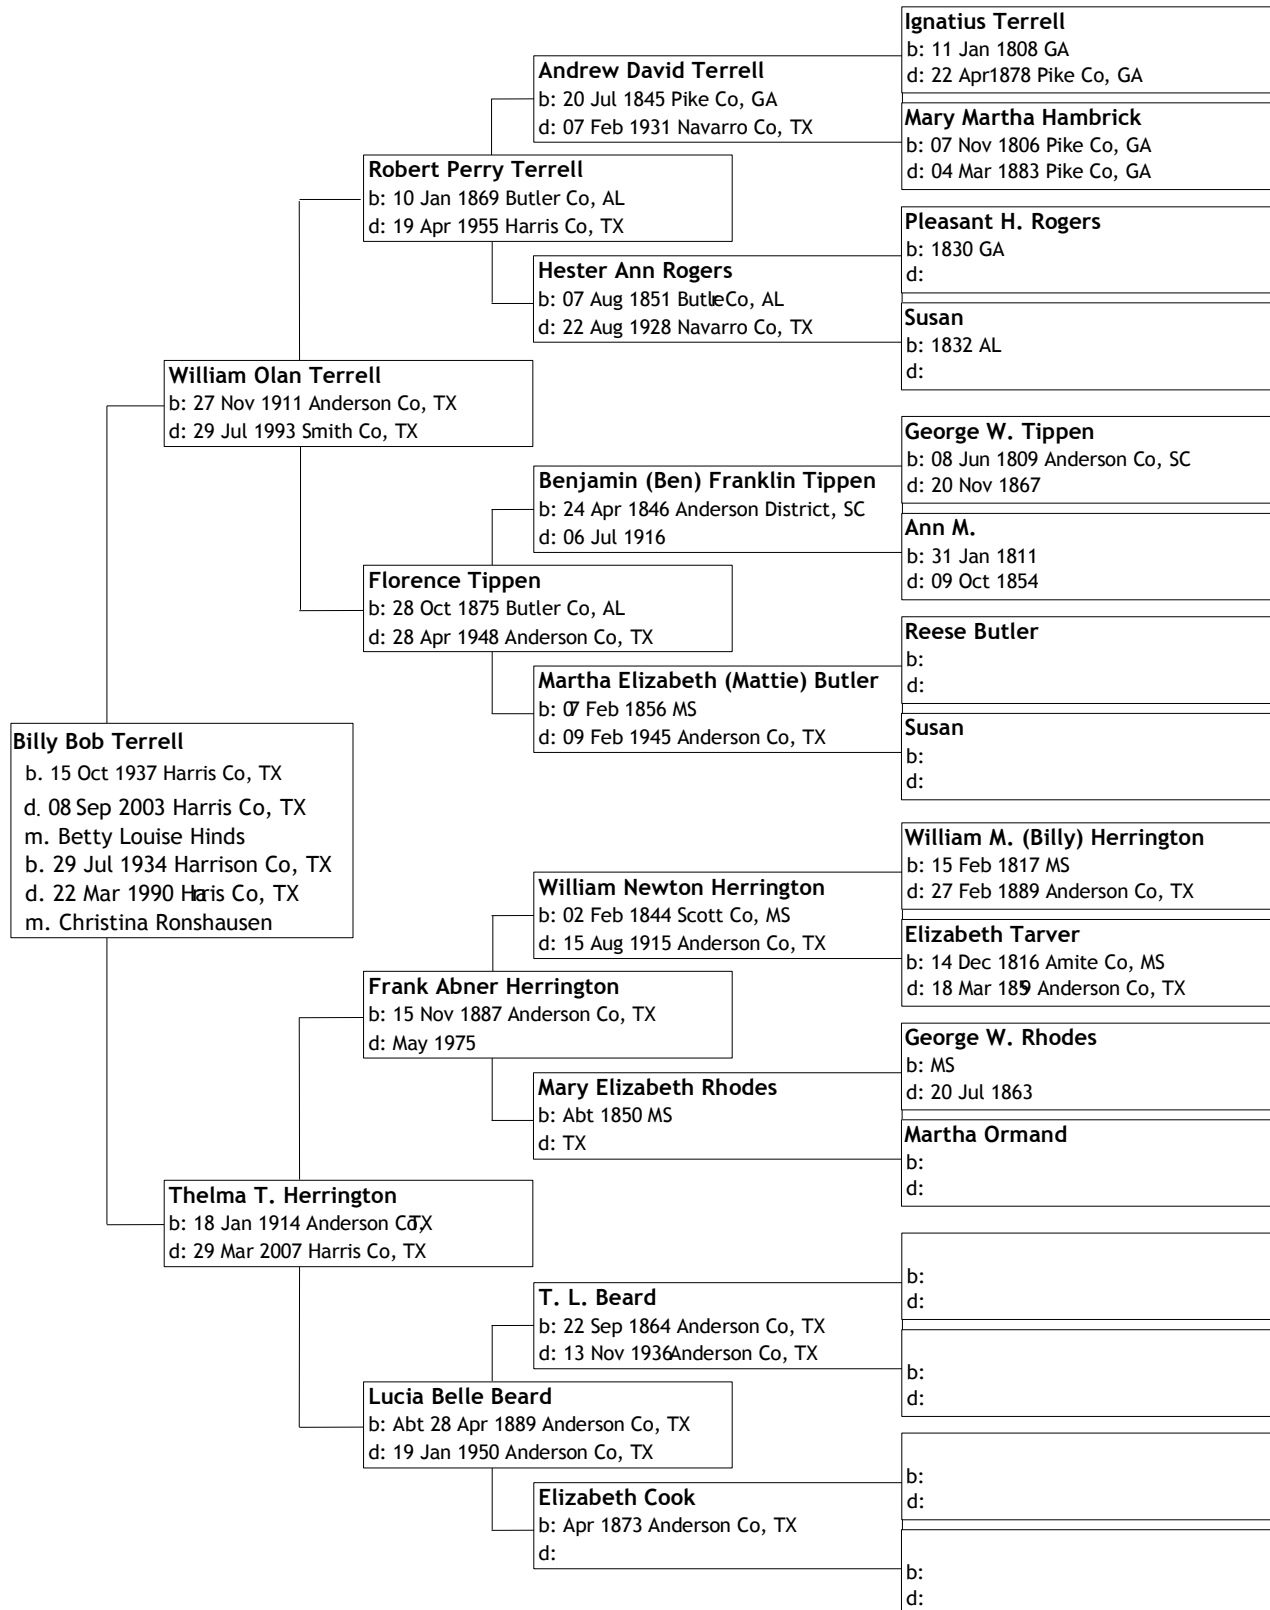 Ignatius Terrell
b: 11 Jan 1808 GA
d: 22 Apr1878 Pike Co, GA
Andrew David Terrell
b: 20 Jul 1845 Pike Co, GA
d: 07 Feb 1931 Navarro Co, TX
Mary Martha Hambrick
b: 07 Nov 1806 Pike Co, GA
d: 04 Mar 1883 Pike Co, GA
Robert Perry Terrell
b: 10 Jan 1869 Butler Co, AL
d: 19 Apr 1955 Harris Co, TX
Pleasant H. Rogers
b: 1830 GA
d:
Hester Ann Rogers
b: 07 Aug 1851 Butler Co, AL
d: 22 Aug 1928 Navarro Co, TX
Susan
b: 1832 AL
d:
William Olan Terrell
b: 27 Nov 1911 Anderson Co, TX
d: 29 Jul 1993 Smith Co, TX
George W. Tippen
b: 08 Jun 1809 Anderson Co, SC
d: 20 Nov 1867
Benjamin (Ben) Franklin Tippen
b: 24 Apr 1846 Anderson District, SC
d: 06 Jul 1916
Ann M.
b: 31 Jan 1811
d: 09 Oct 1854
Florence Tippen
b: 28 Oct 1875 Butler Co, AL
d: 28 Apr 1948 Anderson Co, TX
Reese Butler
b:
d:
Martha Elizabeth (Mattie) Butler
b: 07 Feb 1856 MS
d: 09 Feb 1945 Anderson Co, TX
Susan
b:
d:
Billy Bob Terrell
b. 15 Oct 1937 Harris Co, TX
d. 08 Sep 2003 Harris Co, TX
m. Betty Louise Hinds
b. 29 Jul 1934 Harrison Co, TX
d. 22 Mar 1990 Harris Co, TX
m. Christina Ronshausen
William M. (Billy) Herrington
b: 15 Feb 1817 MS
d: 27 Feb 1889 Anderson Co, TX
William Newton Herrington
b: 02 Feb 1844 Scott Co, MS
d: 15 Aug 1915 Anderson Co, TX
Elizabeth Tarver
b: 14 Dec 1816 Amite Co, MS
d: 18 Mar Anderson Co, TX
Frank Abner Herrington
b: 15 Nov 1887 Anderson Co, TX
d: May 1975
George W. Rhodes
b: MS
d: 20 Jul 1863
Mary Elizabeth Rhodes
b: Abt 1850 MS
d: TX
Martha Ormand
b:
d:
Thelma T. Herrington
b: 18 Jan 1914 Anderson Co, TX
d: 29 Mar 2007 Harris Co, TX
b:
d:
T. L. Beard
b: 22 Sep 1864 Anderson Co, TX
d: 13 Nov 1936Anderson Co, TX
b:
d:
Lucia Belle Beard
b: Abt 28 Apr 1889 Anderson Co, TX
d: 19 Jan 1950 Anderson Co, TX
b:
d:
Elizabeth Cook
b: Apr 1873 Anderson Co, TX
d:
b:
d: